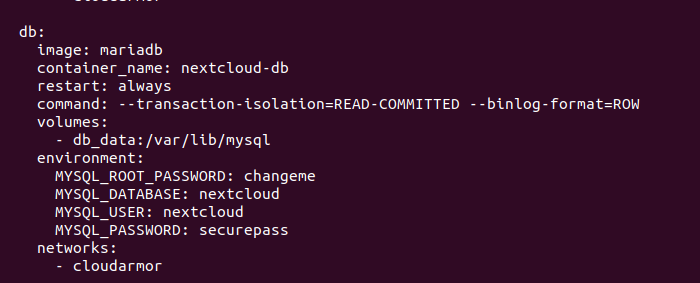 db:
image: mariadb
container_name: nextcloud-db
restart: always
command: --transaction-isolation=READ-COMMITTED --binlog-format=ROW
volumes:
- db_data:/var/lib/mysql
environment:
MYSQL_ROOT_PASSWORD: changeme
MYSQL_DATABASE: nextcloud
MYSQL_USER: nextcloud
MYSQL_PASSWORD: securepass
networks:
- cloudarmor